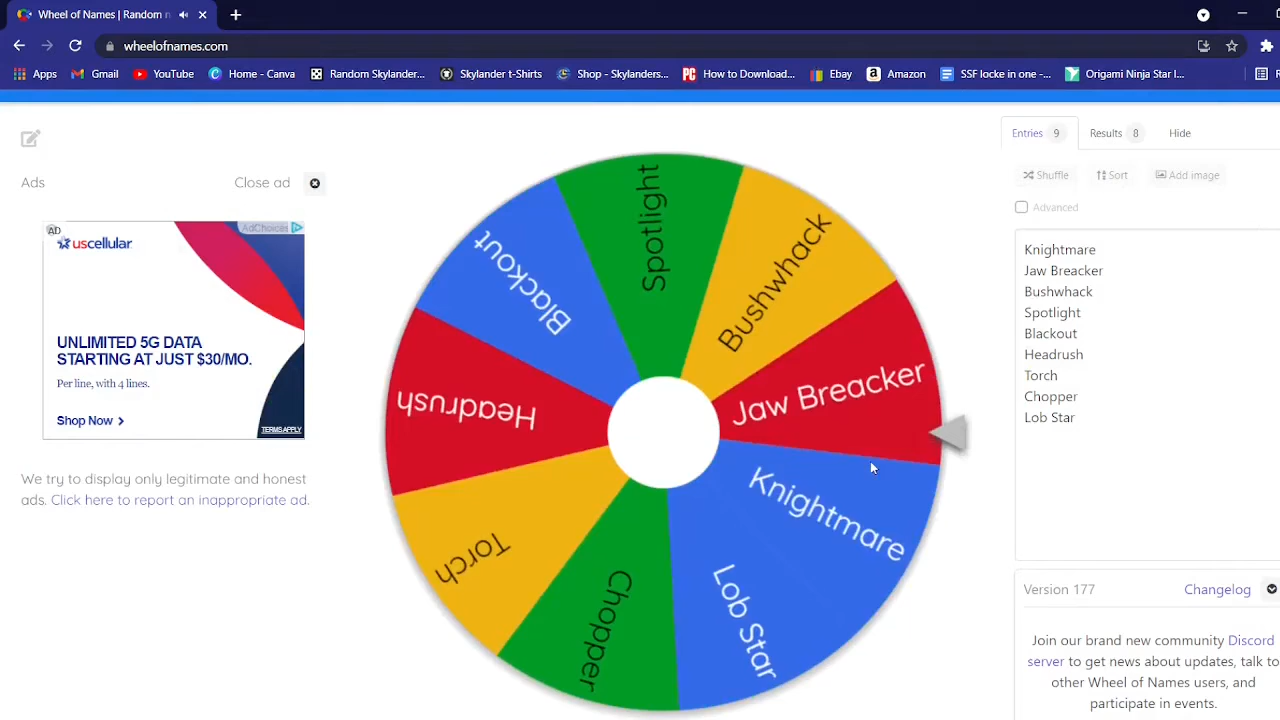 Wheel of Names | Random n
wheelofnames.com
Apps
Gmail
YouTube
Home - Canva
Random Skylander...
Skylander t-Shirts
Shop - Skylanders...
How to Download...
Ebay
Amazon
SSF locke in one -...
Origami Ninja Star I...
Ads
Close ad
AD
AdChoices
uscellular
UNLIMITED 5G DATA
STARTING AT JUST $30/MO.
Per line, with 4 lines.
Shop Now
TERMS APPLY
We try to display only legitimate and honest
ads. Click here to report an inappropriate ad.
Spotlight
Bushwhack
Jaw Breacker
Knightmare
Lob Star
Chopper
Torch
Headrush
Blackout
Entries 9
Results 8
Hide
Shuffle
Sort
Add image
Advanced
Knightmare
Jaw Breacker
Bushwhack
Spotlight
Blackout
Headrush
Torch
Chopper
Lob Star
Version 177
Changelog
Join our brand new community Discord
server to get news about updates, talk to
other Wheel of Names users, and
participate in events.